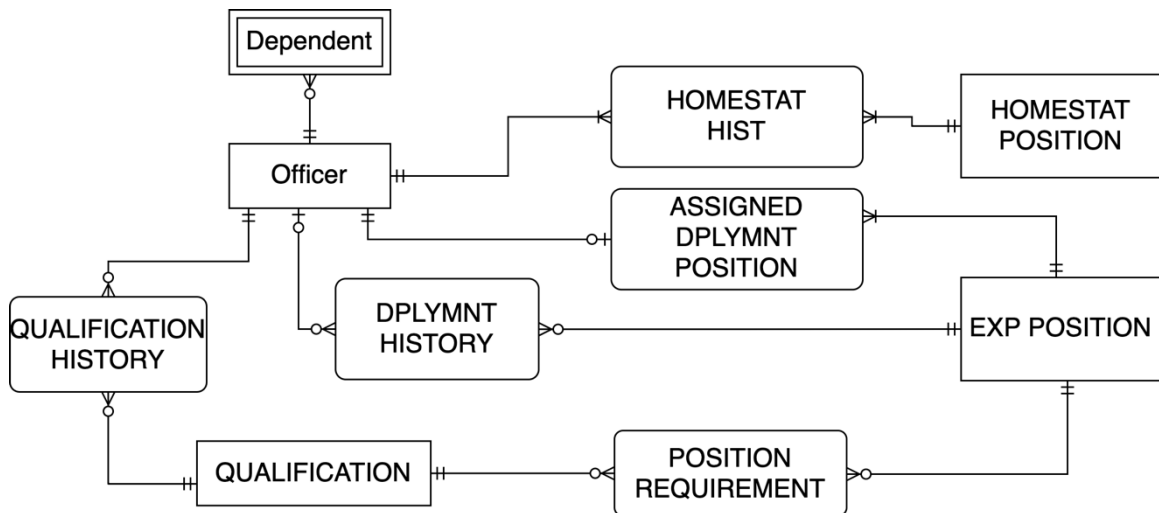 Dependent
HOMESTAT
HIST
HOMESTAT
POSITION
Officer
ASSIGNED
DPLYMNT
POSITION
QUALIFICATION
HISTORY
DPLYMNT
HISTORY
EXP POSITION
QUALIFICATION
POSITION
REQUIREMENT